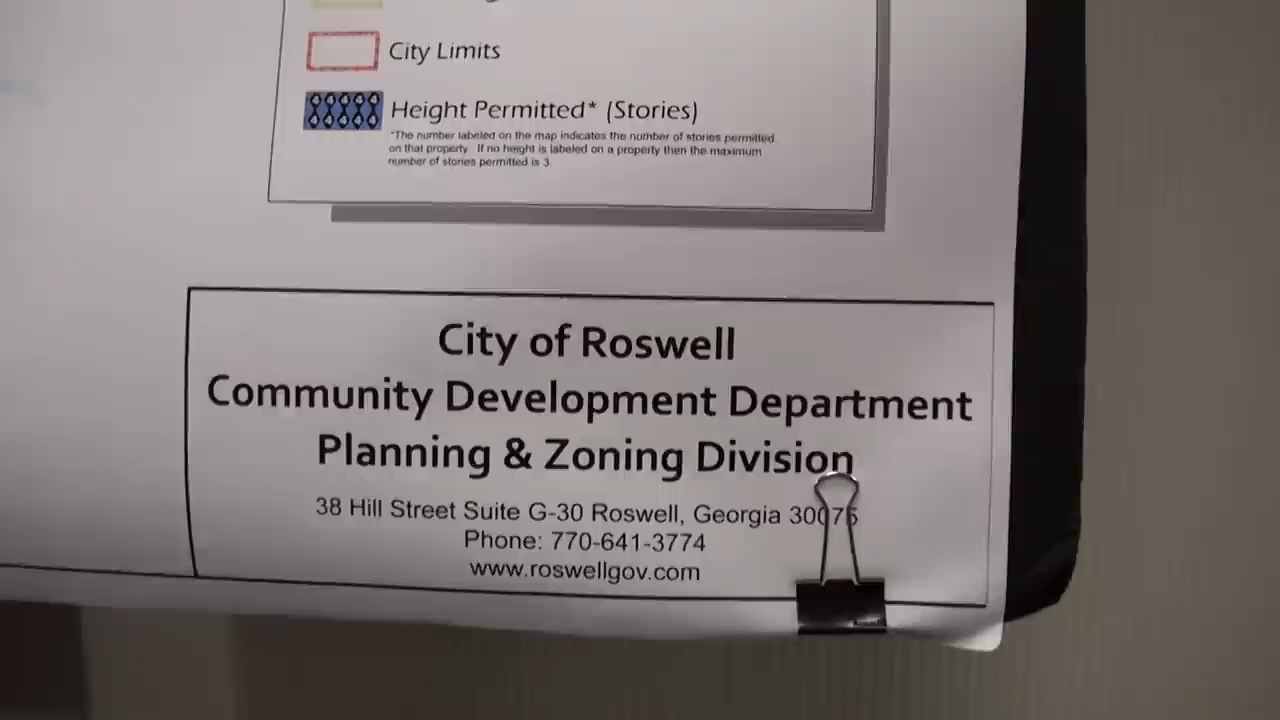 City Limits
Height Permitted* (Stories)
*The number labeled on the map indicates the number of stories permitted
on that property. If no height is labeled on a property then the maximum
number of stories permitted is 3.
City of Roswell
Community Development Department
Planning & Zoning Division
38 Hill Street Suite G-30 Roswell, Georgia 30075
Phone: 770-641-3774
www.roswellgov.com